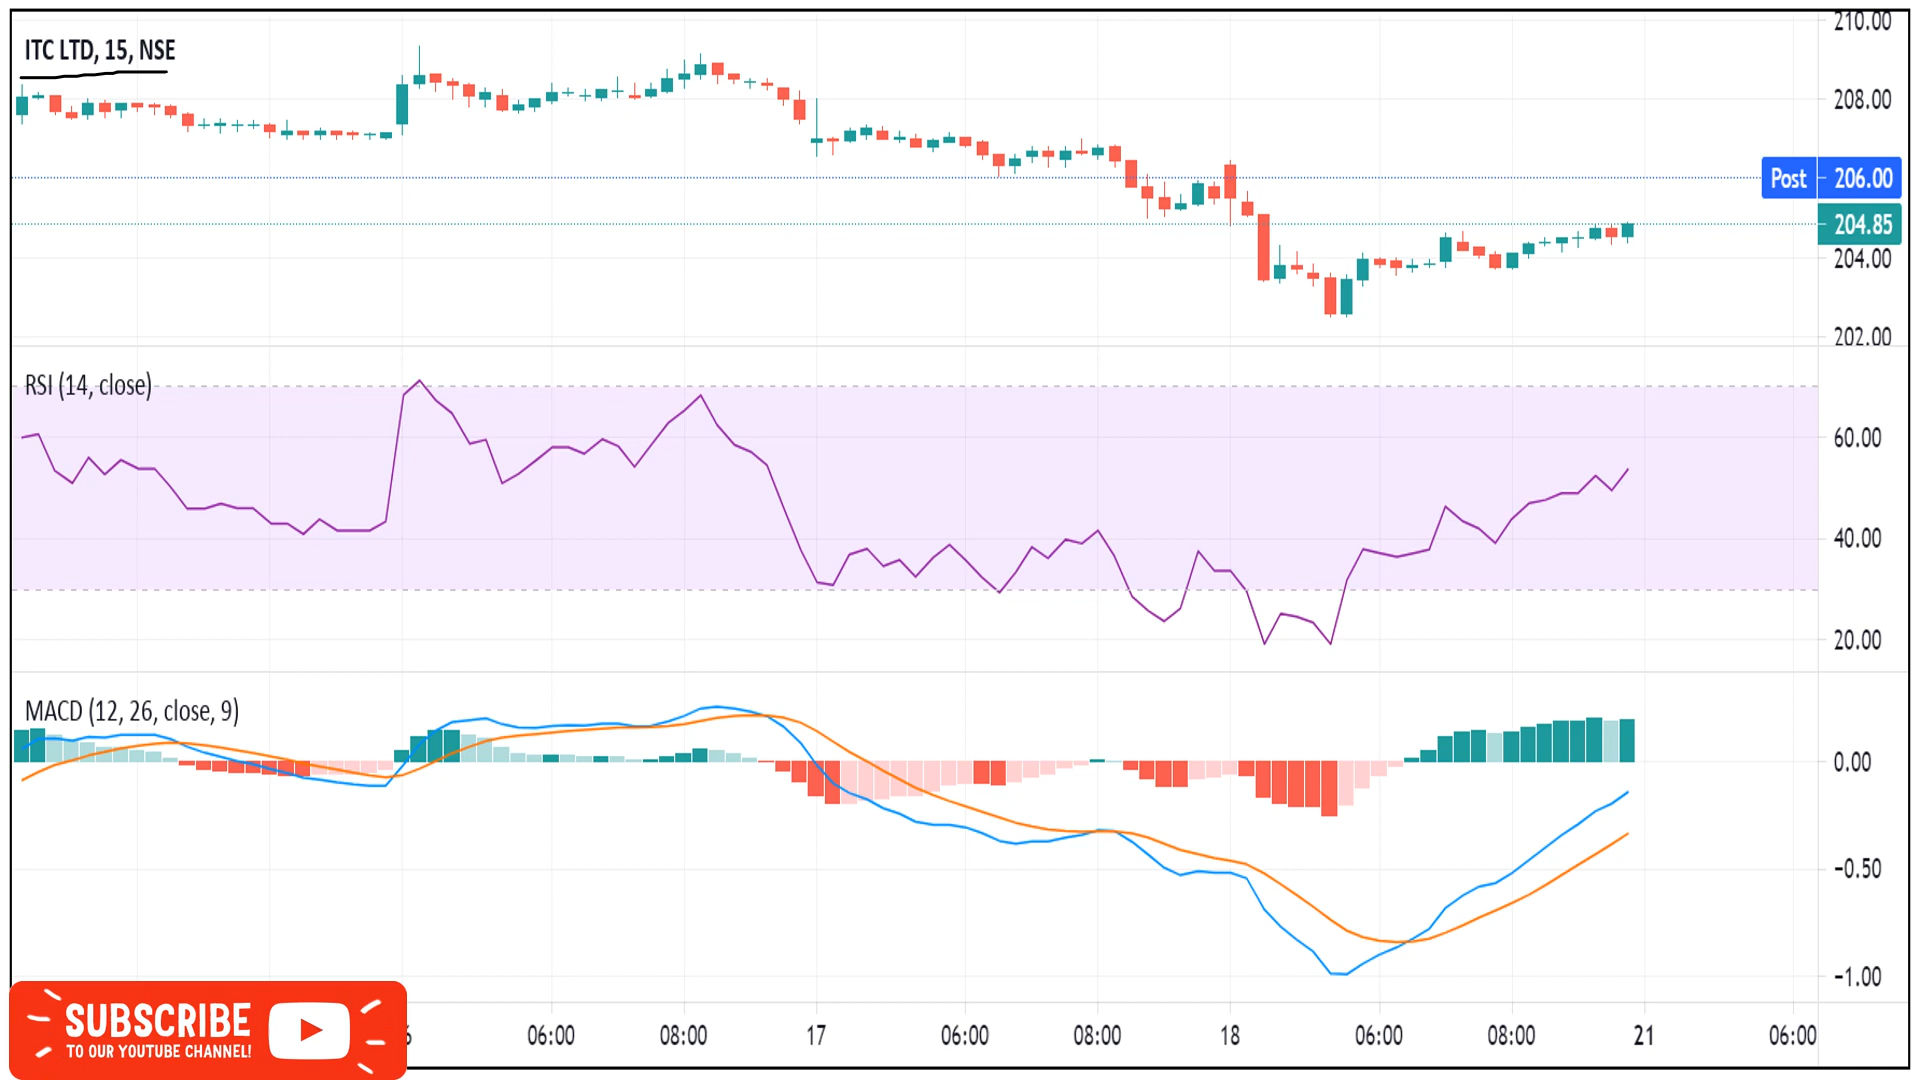 210.00
ITC LTD, 15, NSE
208.00
Post 206.00
204.85
204.00
202.00
RSI (14, close)
60.00
40.00
20.00
MACD (12, 26, close, 9)
0.00
-0.50
-1.00
SUBSCRIBE
TO OUR YOUTUBE CHANNEL!
06:00 08:00 17 06:00 08:00 18 06:00 08:00 21 06:00